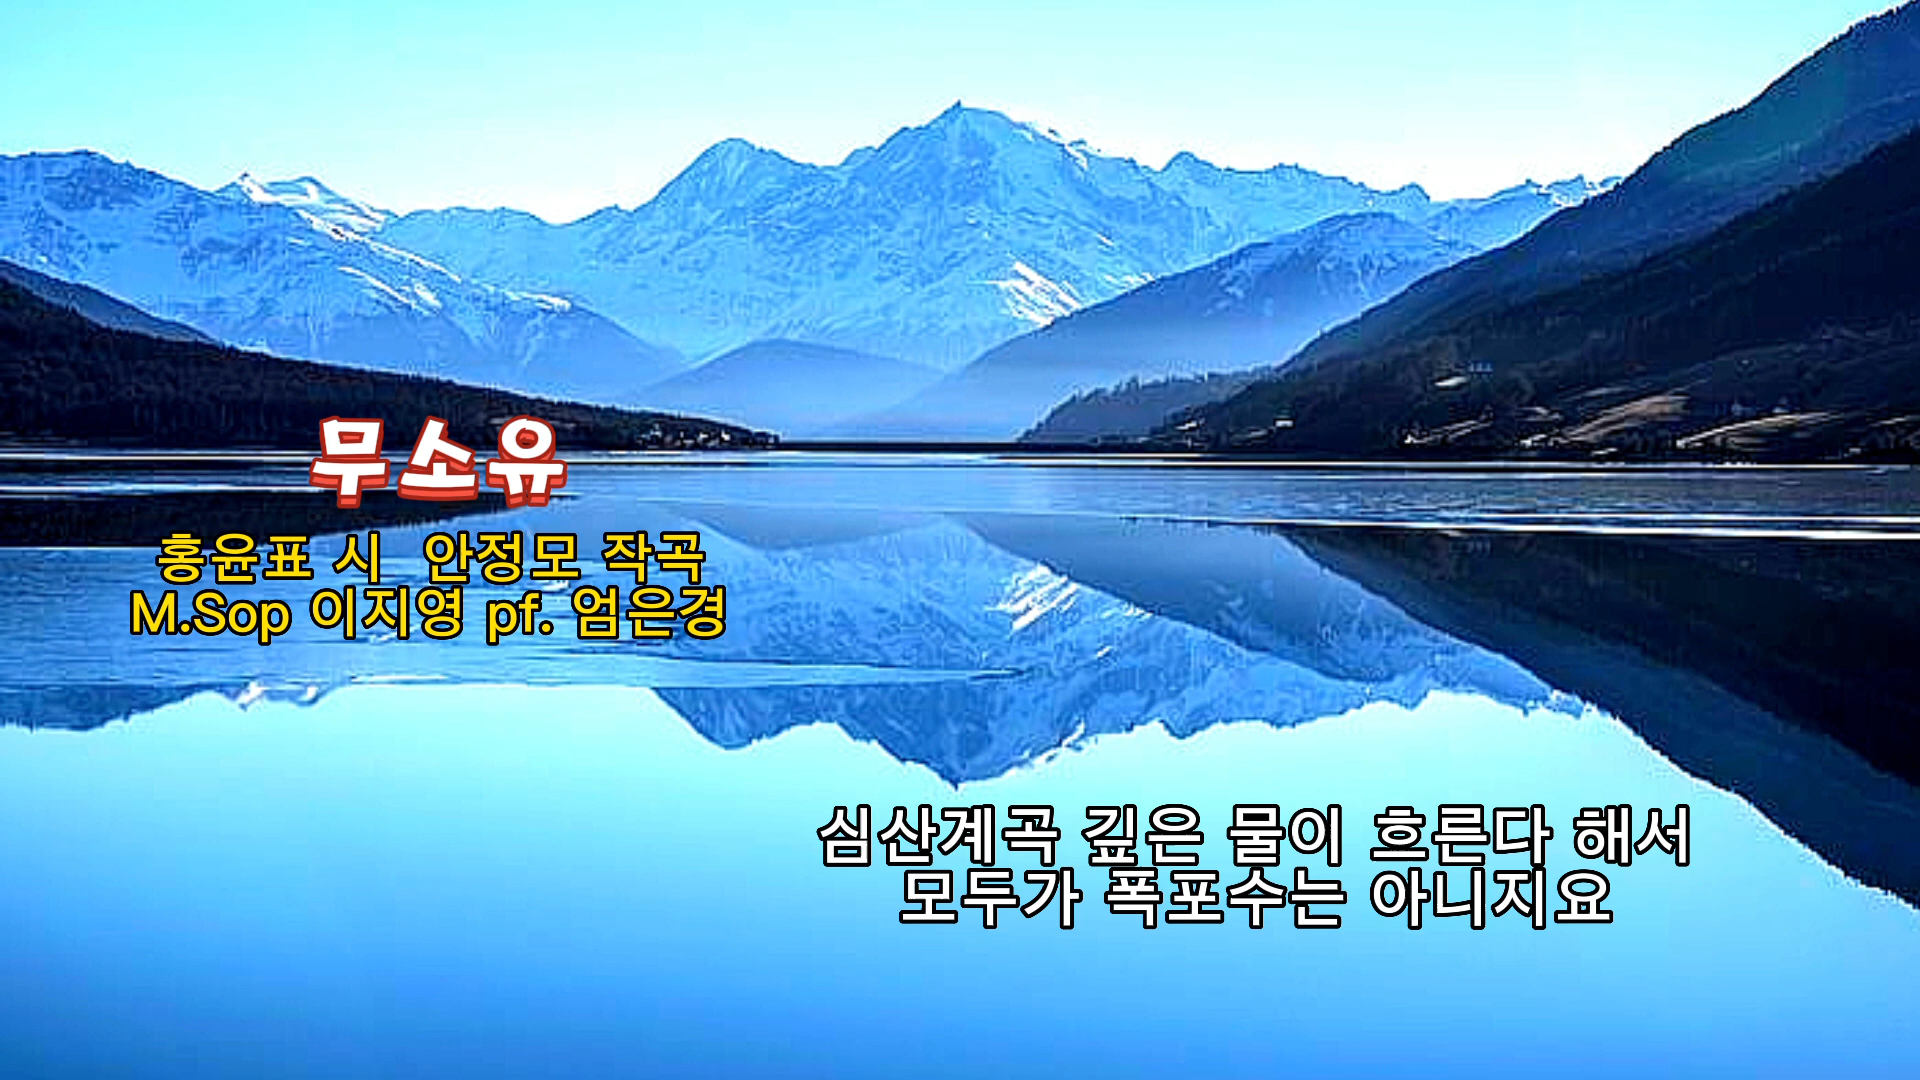 무소유
홍윤표 시 안정모 작곡
M.Sop 이지영 pf. 엄은경
심산계곡 깊은 물이 흐른다 해서
모두가 폭포수는 아니지요